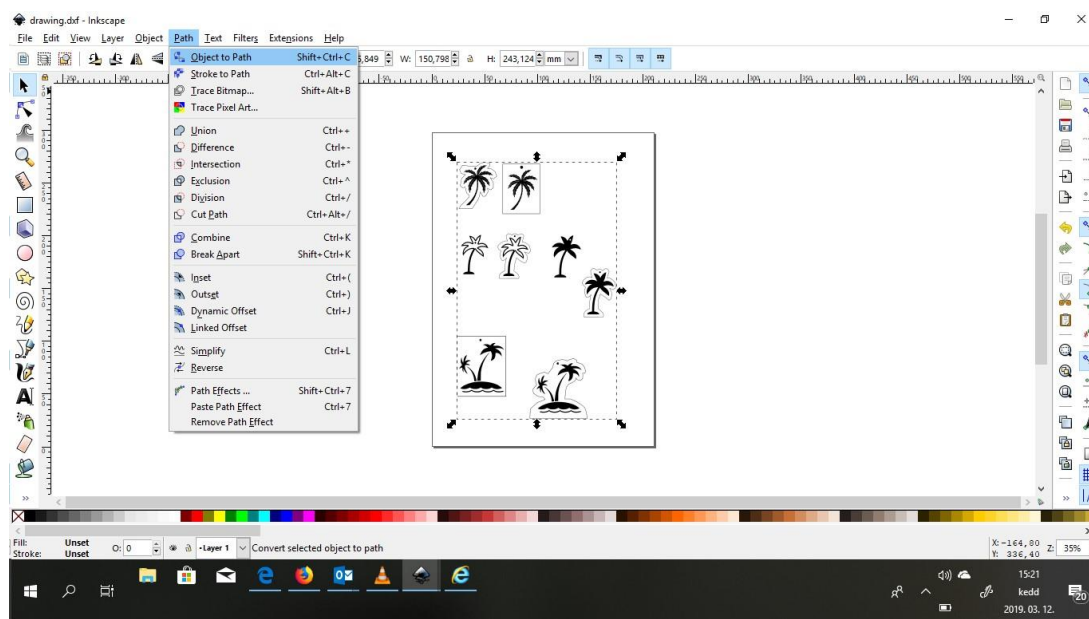 drawing.dxf - Inkscape
File Edit View Layer Object Path Text Filters Extensions Help
5,849 W: 150,798 H: 243,124 mm
Object to Path Shift+Ctrl+C
Stroke to Path Ctrl+Alt+C
Trace Bitmap... Shift+Alt+B
Trace Pixel Art...
Union Ctrl++
Difference Ctrl+-
Intersection Ctrl+*
Exclusion Ctrl+^
Division Ctrl+/
Cut Path Ctrl+Alt+/
Combine Ctrl+K
Break Apart Shift+Ctrl+K
Inset Ctrl+(
Outset Ctrl+)
Dynamic Offset Ctrl+J
Linked Offset
Simplify Ctrl+L
Reverse
Path Effects ... Shift+Ctrl+7
Paste Path Effect Ctrl+7
Remove Path Effect
Fill: Unset
Stroke: Unset
O: 0
-Layer 1
Convert selected object to path
X: -164,80
Y: 336,40
Z: 35%
15:21
kedd
2019. 03. 12.
20